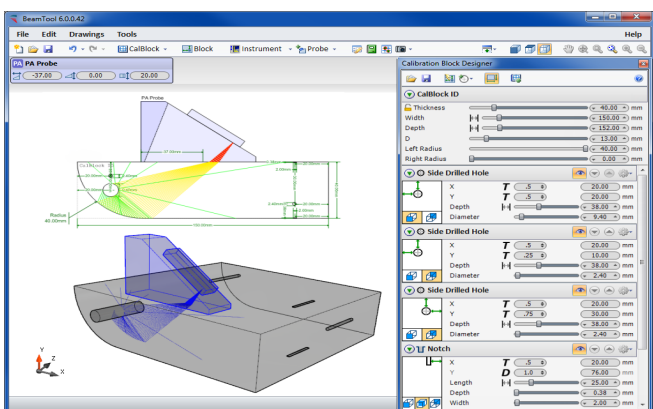 BeamTool 6.0.0.42
File Edit Drawings Tools Help
CalBlock Block Instrument Probe
PA PA Probe
-37.00 0.00 20.00
Calibration Block Designer
CalBlock ID
Thickness 40.00 mm
Width 150.00 mm
Depth 152.00 mm
D 13.00 mm
Left Radius 40.00 mm
Right Radius 0.00 mm
Side Drilled Hole
X T .5 20.00 mm
Y T .5 20.00 mm
Depth 38.00 mm
Diameter 9.40 mm
Side Drilled Hole
X T .5 20.00 mm
Y T .25 10.00 mm
Depth 38.00 mm
Diameter 2.40 mm
Side Drilled Hole
X T .5 20.00 mm
Y T .75 30.00 mm
Depth 38.00 mm
Diameter 2.40 mm
Notch
X T .5 20.00 mm
Y D 1.0 76.00 mm
Length 25.00 mm
Depth 0.38 mm
Width 2.00 mm
PA Probe
37.00mm
CalBlock
20.00mm
Radius
40.00mm
150.00mm
Y
Z
X